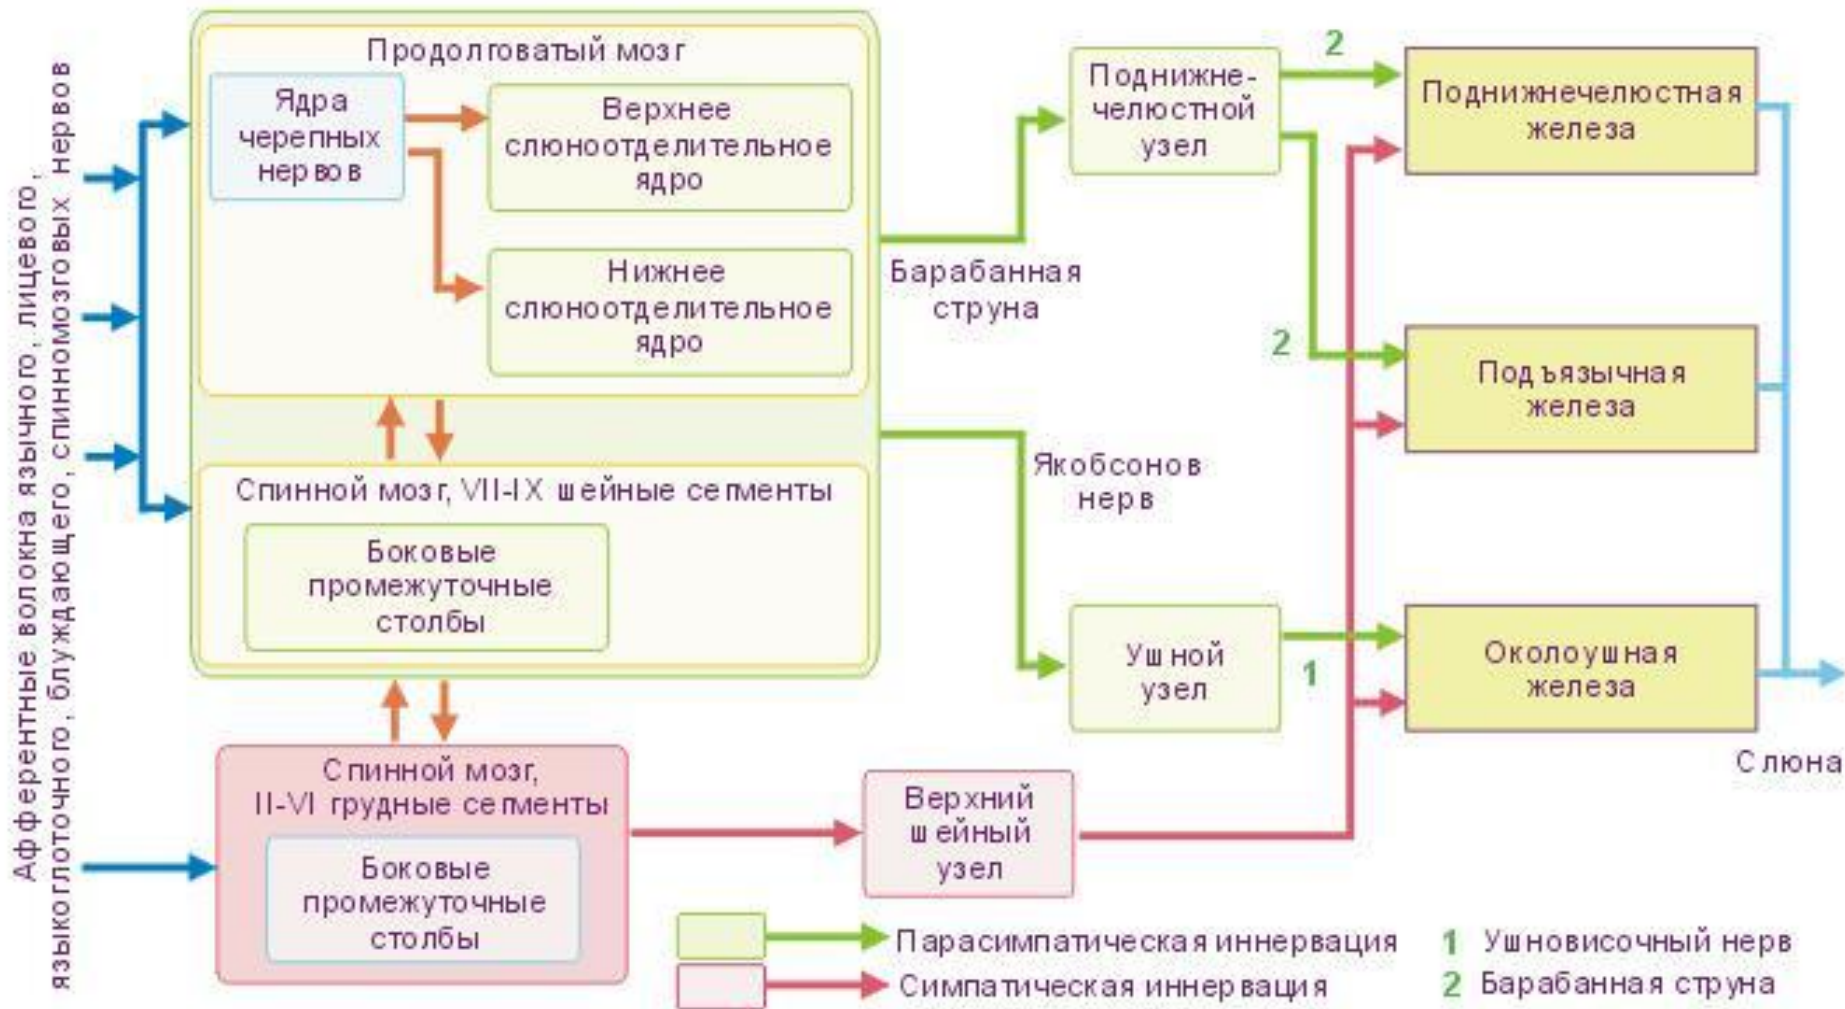 Афферентные волокна язычного, лицевого,
языкоглоточного, блуждающего, спинномозговых нервов
Продолговатый мозг
Ядра
черепных
нервов
Верхнее
слюноотделительное
ядро
Нижнее
слюноотделительное
ядро
Спинной мозг, VII-IX шейные сегменты
Боковые
промежуточные
столбы
Спинной мозг,
II-VI грудные сегменты
Боковые
промежуточные
столбы
Барабанная
струна
Якобсонов
нерв
Поднижне-
челюстной
узел
Ушной
узел
Верхний
шейный
узел
2
2
1
Поднижнечелюстная
железа
Подъязычная
железа
Околоушная
железа
Слюна
Парасимпатическая иннервация
Симпатическая иннервация
1 Ушновисочный нерв
2 Барабанная струна